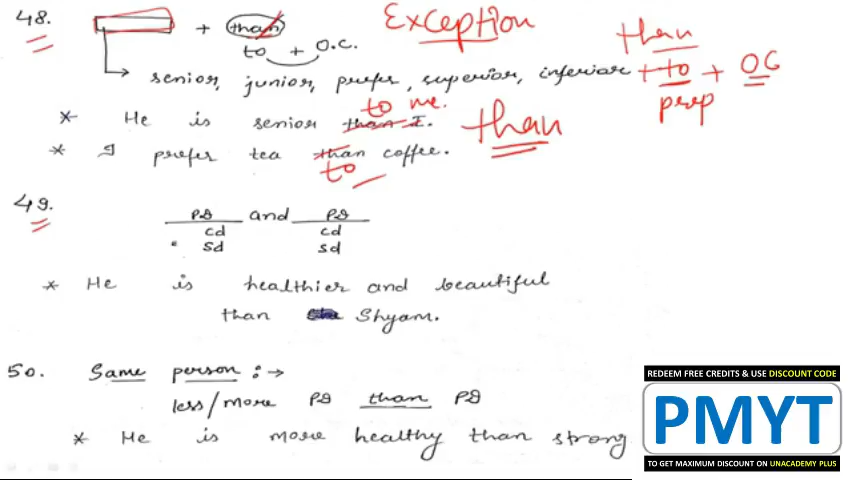 48. + than Exception
to + O.C. than
senior, junior, prefer, superior, inferior + to + OC
prep
to me.
* He is senior than I. than
* I prefer tea than coffee.
to
49.
PD and PD
cd cd
Sd sd
* He is healthier and beautiful
than Shyam.
50. Same person :→
less/more PD than PD
* He is more healthy than strong
REDEEM FREE CREDITS & USE DISCOUNT CODE
PMYT
TO GET MAXIMUM DISCOUNT ON UNACADEMY PLUS